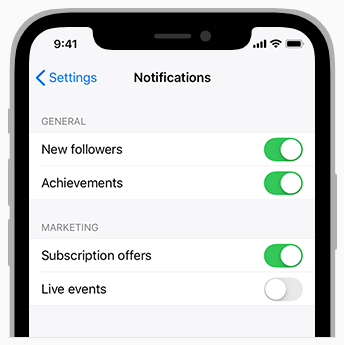 9:41
Settings Notifications
GENERAL
New followers
Achievements
MARKETING
Subscription offers
Live events